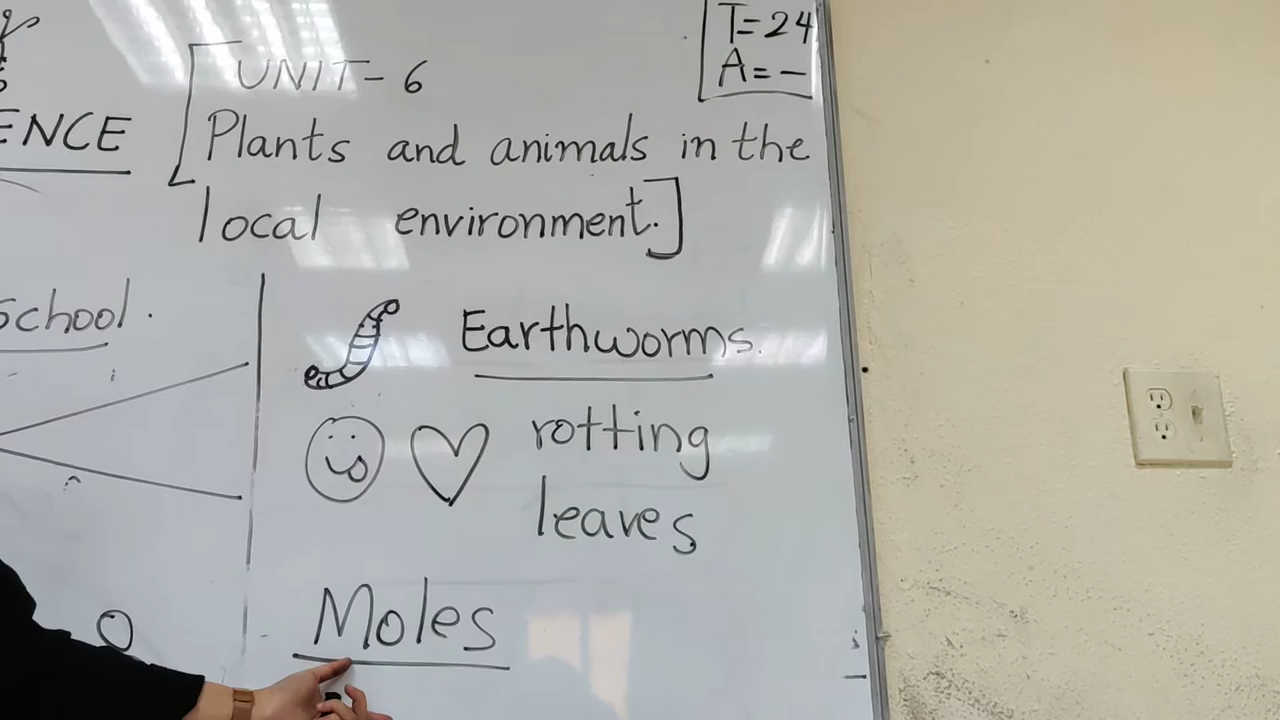 T=24
A=-
UNIT-6
ENCE
Plants and animals in the
local environment.
School.
Earthworms.
rotting
leaves
Moles